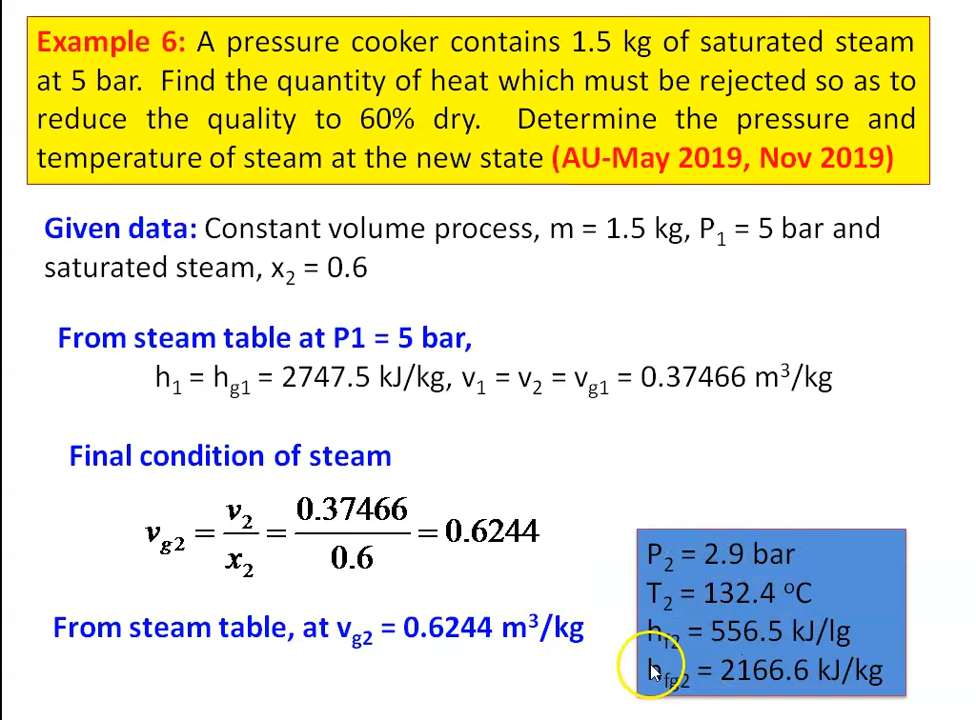 Example 6: A pressure cooker contains 1.5 kg of saturated steam
at 5 bar. Find the quantity of heat which must be rejected so as to
reduce the quality to 60% dry. Determine the pressure and
temperature of steam at the new state (AU-May 2019, Nov 2019)
Given data: Constant volume process, m = 1.5 kg, P₁ = 5 bar and
saturated steam, x₂ = 0.6
From steam table at P1 = 5 bar,
h₁ = h_g1 = 2747.5 kJ/kg, v₁ = v₂ = v_g1 = 0.37466 m³/kg
Final condition of steam
v_g2 = v₂/x₂ = 0.37466/0.6 = 0.6244
From steam table, at v_g2 = 0.6244 m³/kg
P₂ = 2.9 bar
T₂ = 132.4 °C
h_f2 = 556.5 kJ/lg
h_fg2 = 2166.6 kJ/kg